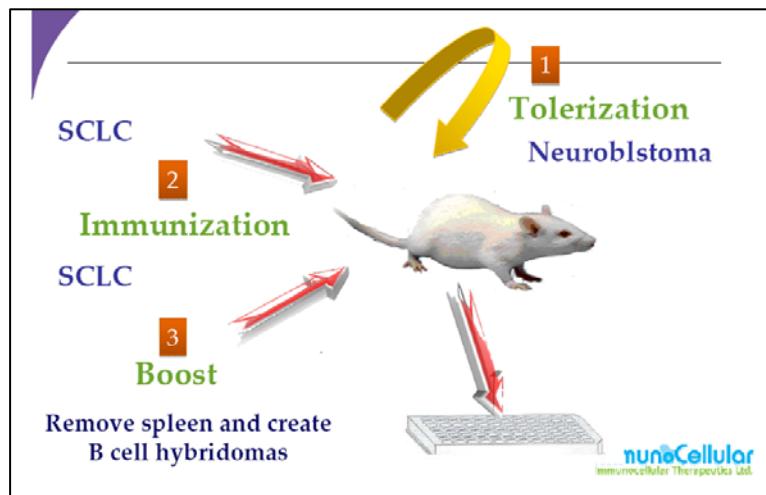 1
Tolerization
Neuroblstoma
SCLC
2
Immunization
SCLC
3
Boost
Remove spleen and create
B cell hybridomas
nunoCellular
Immunocellular Therapeutics Ltd.